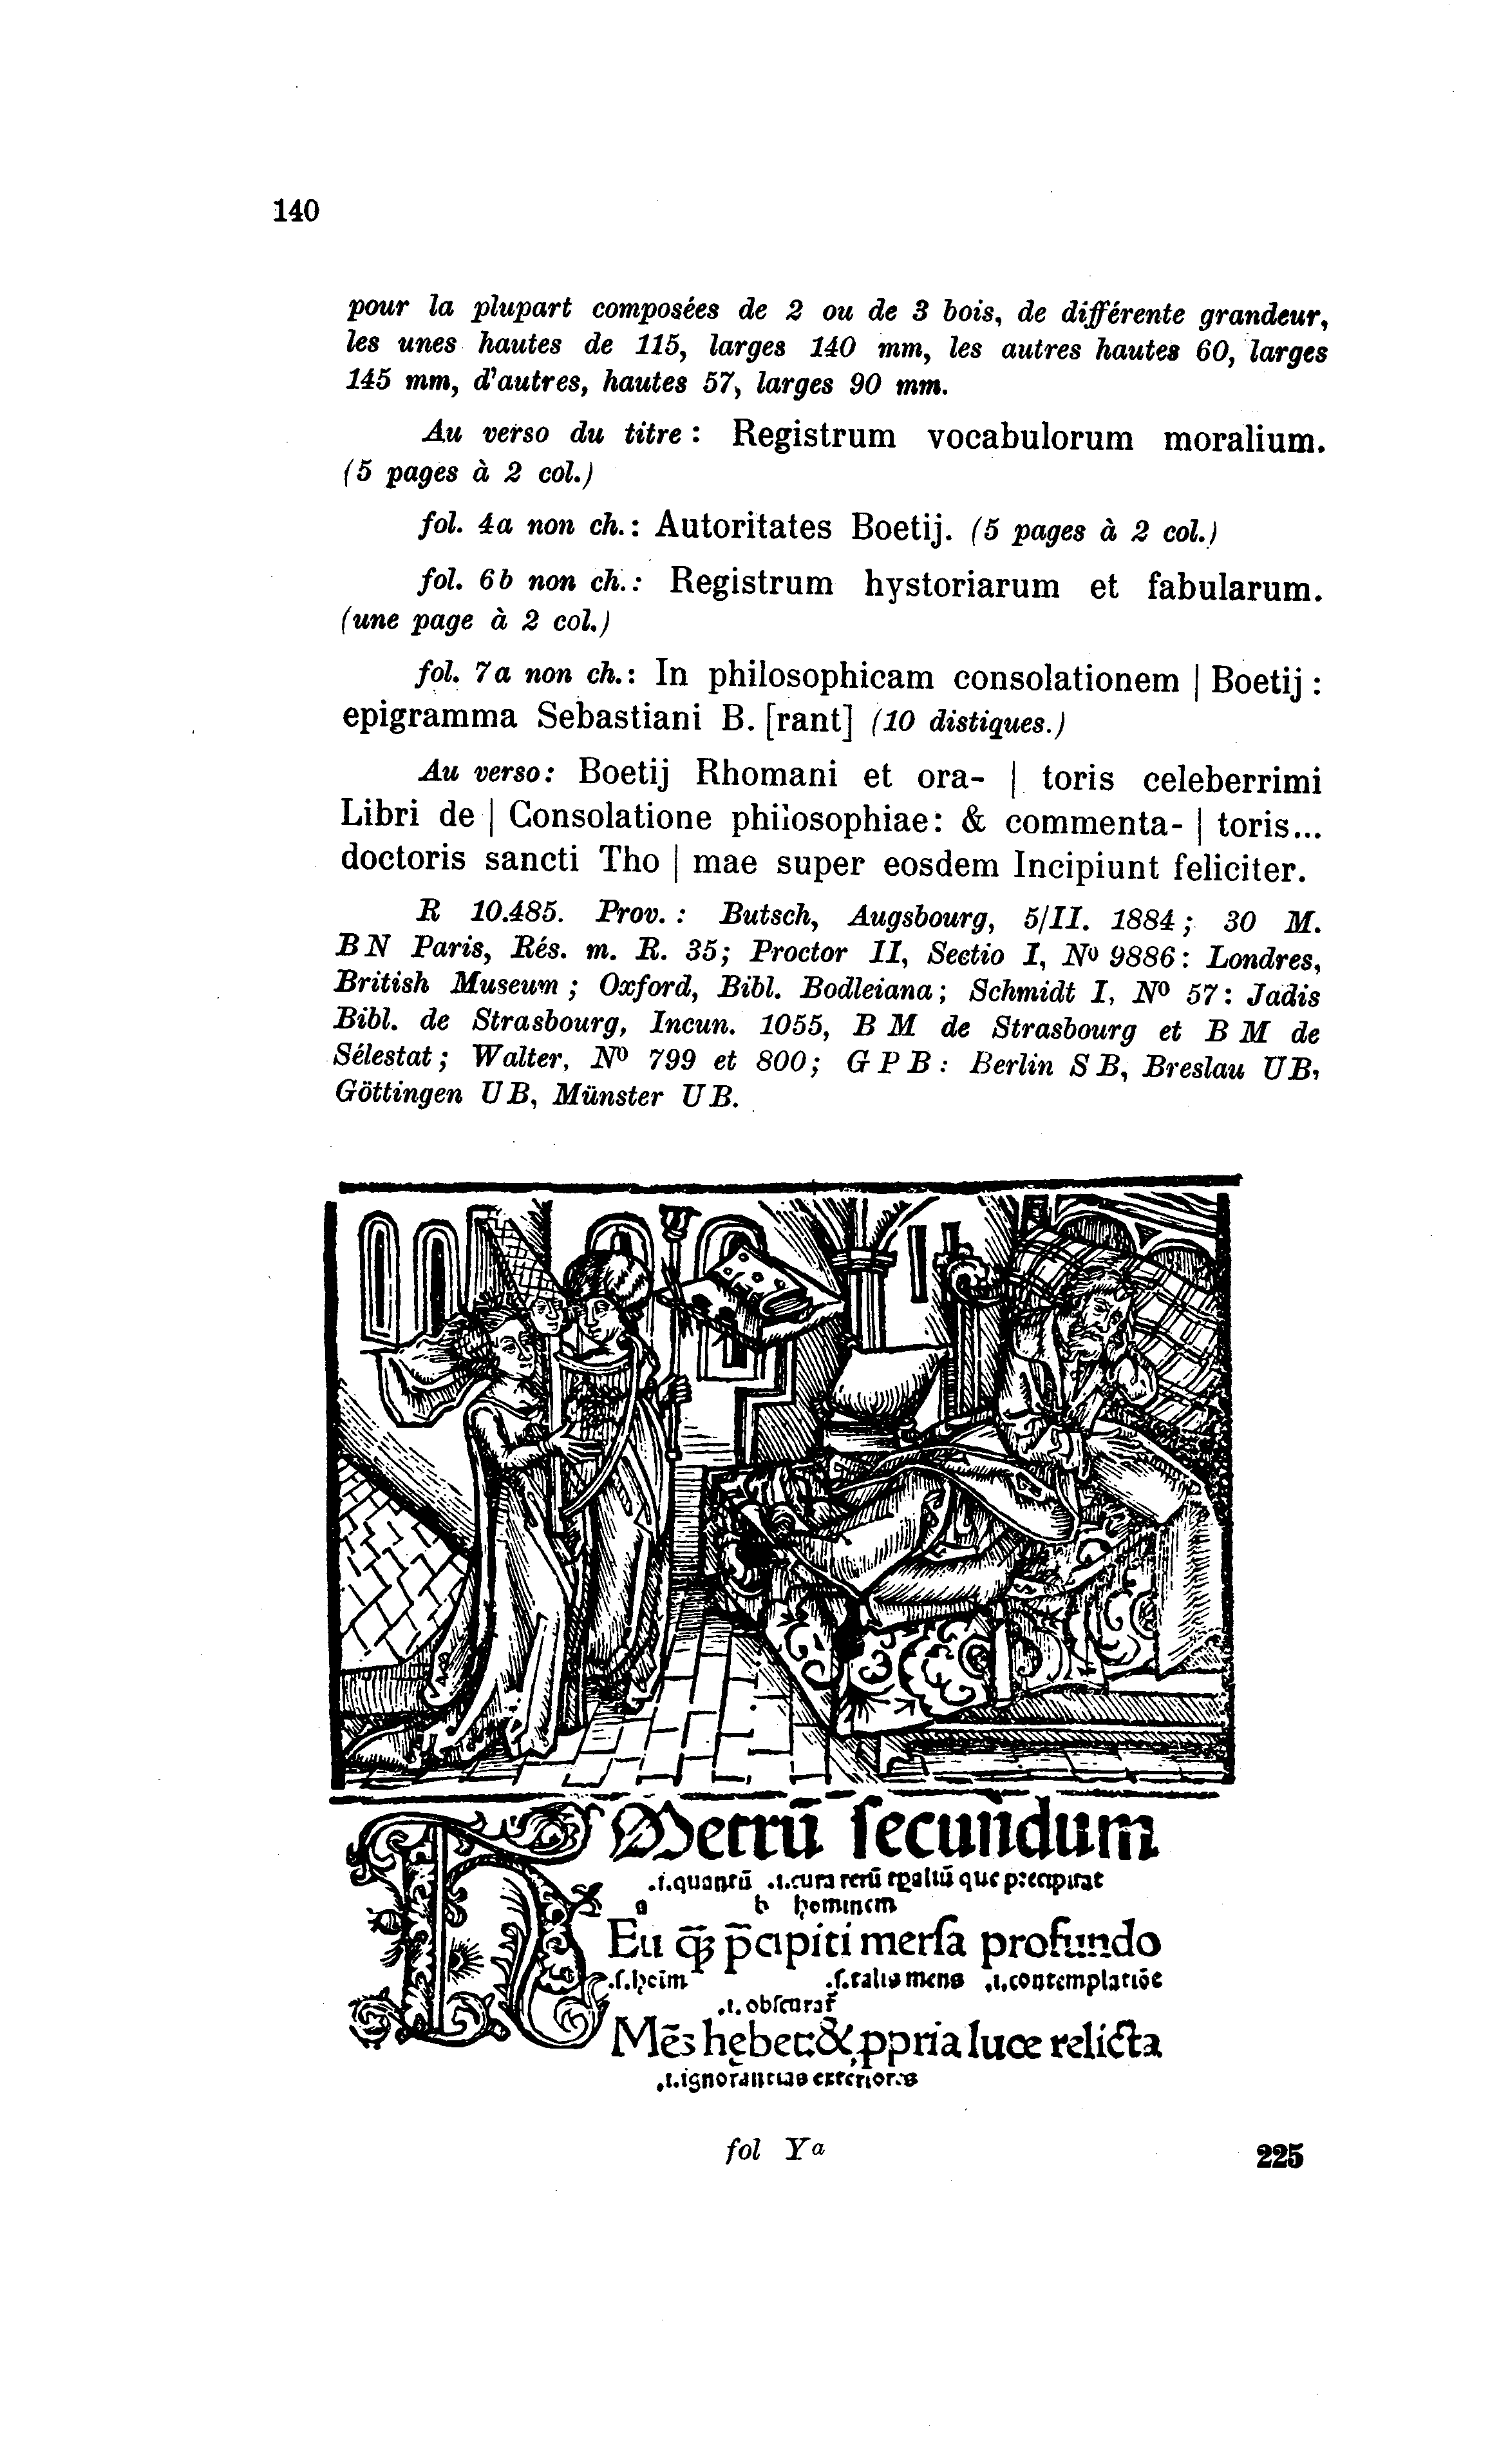 140
pour la plupart composées de 2 ou de 3 bois, de différente grandeur,
les unes hautes de 115, larges 140 mm, les autres hautes 60, larges
145 mm, d'autres, hautes 57, larges 90 mm.
Au verso du titre : Registrum vocabulorum moralium.
(5 pages à 2 col.)
fol. 4a non ch.: Autoritates Boetij. (5 pages à 2 col.)
fol. 6b non ch.: Registrum hystoriarum et fabularum.
(une page à 2 col.)
fol. 7a non ch.: In philosophicam consolationem | Boetij :
epigramma Sebastiani B. [rant] (10 distiques.)
Au verso: Boetij Rhomani et ora- | toris celeberrimi
Libri de | Consolatione philosophiae: & commenta- | toris...
doctoris sancti Tho | mae super eosdem Incipiunt feliciter.
R 10.485. Prov. : Butsch, Augsbourg, 5/II. 1884 ; 30 M.
BN Paris, Rés. m. R. 35; Proctor II, Sectio I, Nº 9886: Londres,
British Museum ; Oxford, Bibl. Bodleiana; Schmidt I, Nº 57: Jadis
Bibl. de Strasbourg, Incun. 1055, B M de Strasbourg et B M de
Sélestat ; Walter, Nº 799 et 800; G P B : Berlin S B, Breslau UB,
Göttingen UB, Münster UB.
Metrū ſecundum
.i.quantū .i.cura rerū tꝑaliū que precipitat
a b hominem
Eu q̄ꝫ p̄cipiti merſa profundo
.ſ.heim .ſ.talis mens .i.contemplatiōe
.i. obſcurat̄
Mēs hębet:& ꝓpria luce relicta
.i.ignorantias exteriores
fol Ya
225